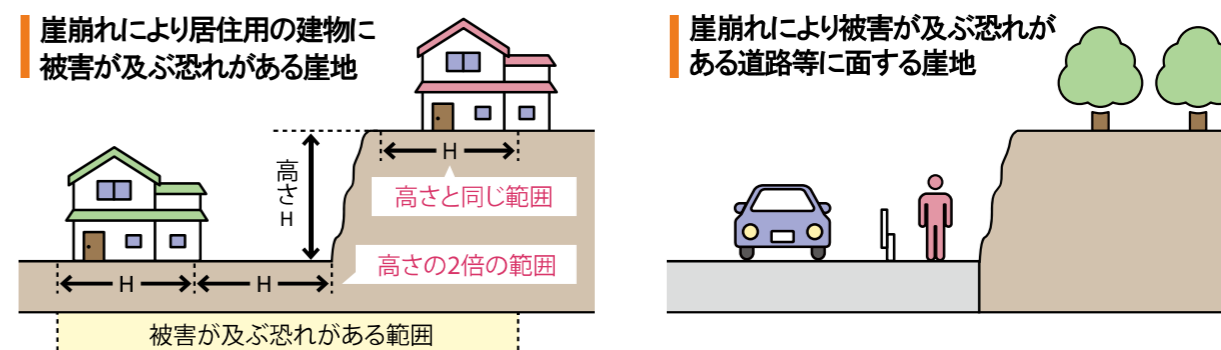 崖崩れにより居住用の建物に
被害が及ぶ恐れがある崖地
高さH
H
高さと同じ範囲
高さの2倍の範囲
H
H
被害が及ぶ恐れがある範囲
崖崩れにより被害が及ぶ恐れが
ある道路等に面する崖地